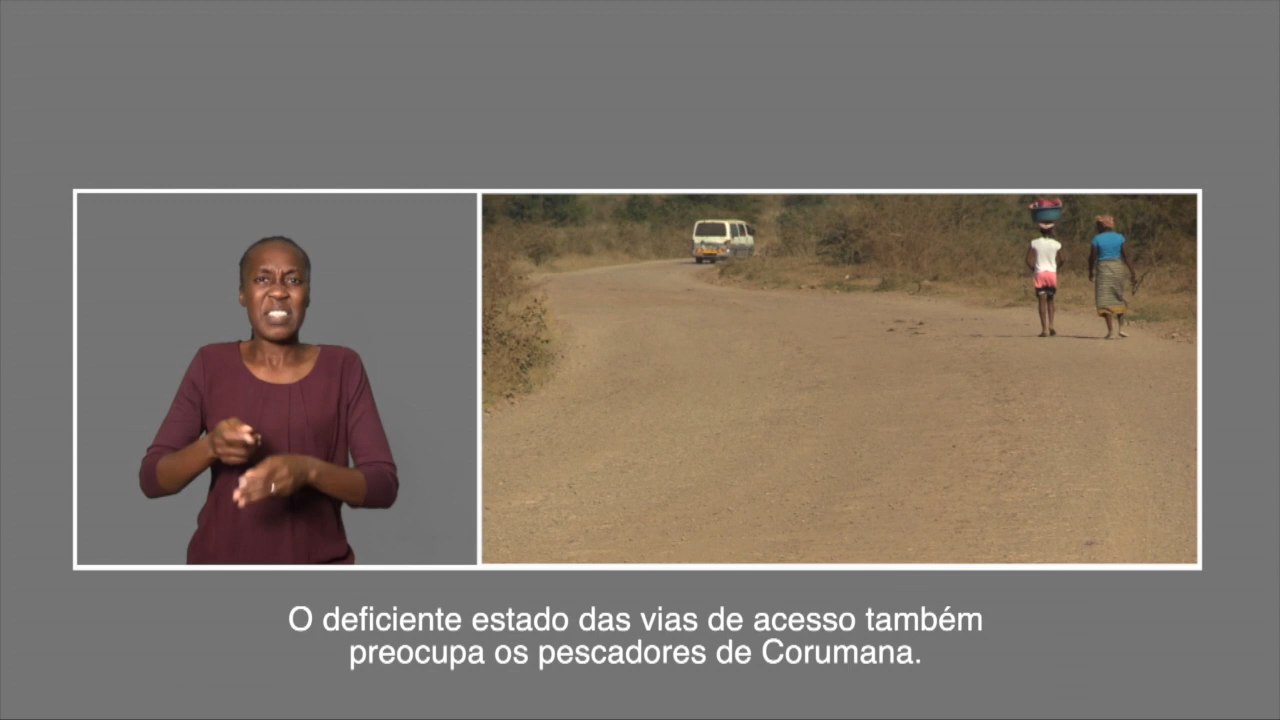 O deficiente estado das vias de acesso também
preocupa os pescadores de Corumana.